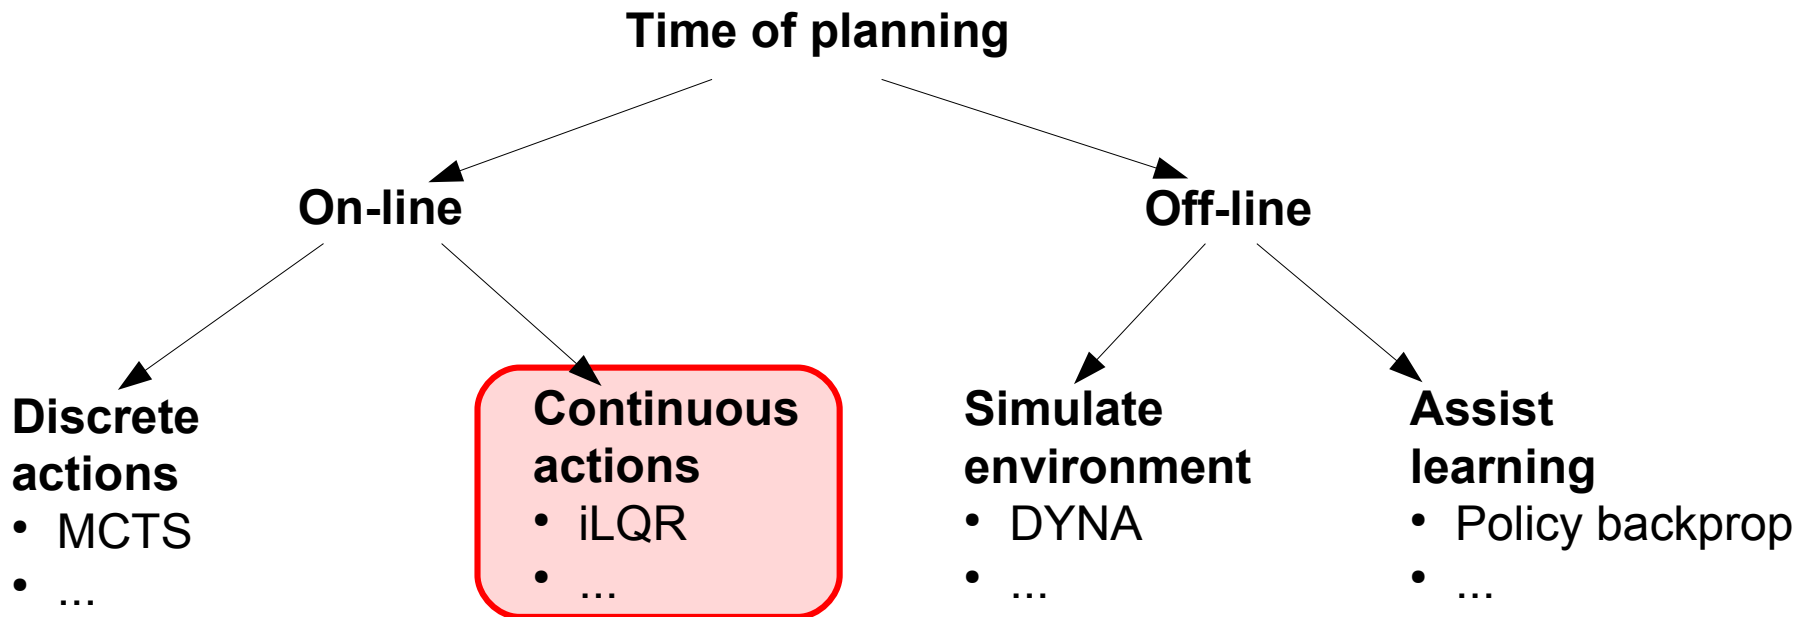 Time of planning
On-line
Off-line
Discrete
actions
• MCTS
• ...
Continuous
actions
• iLQR
• ...
Simulate
environment
• DYNA
• ...
Assist
learning
• Policy backprop
• ...